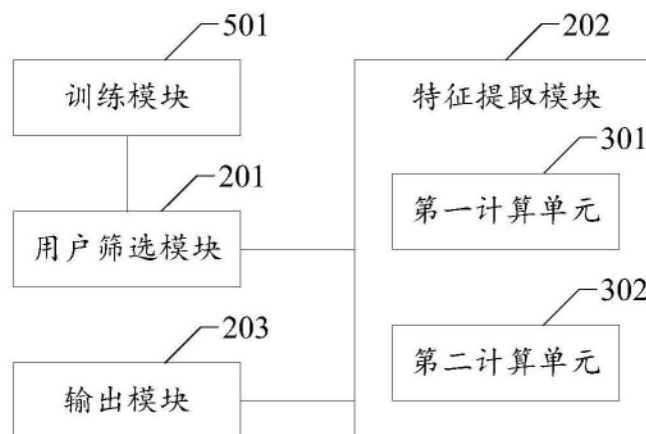 501
训练模块
201
用户筛选模块
203
输出模块
202
特征提取模块
301
第一计算单元
302
第二计算单元